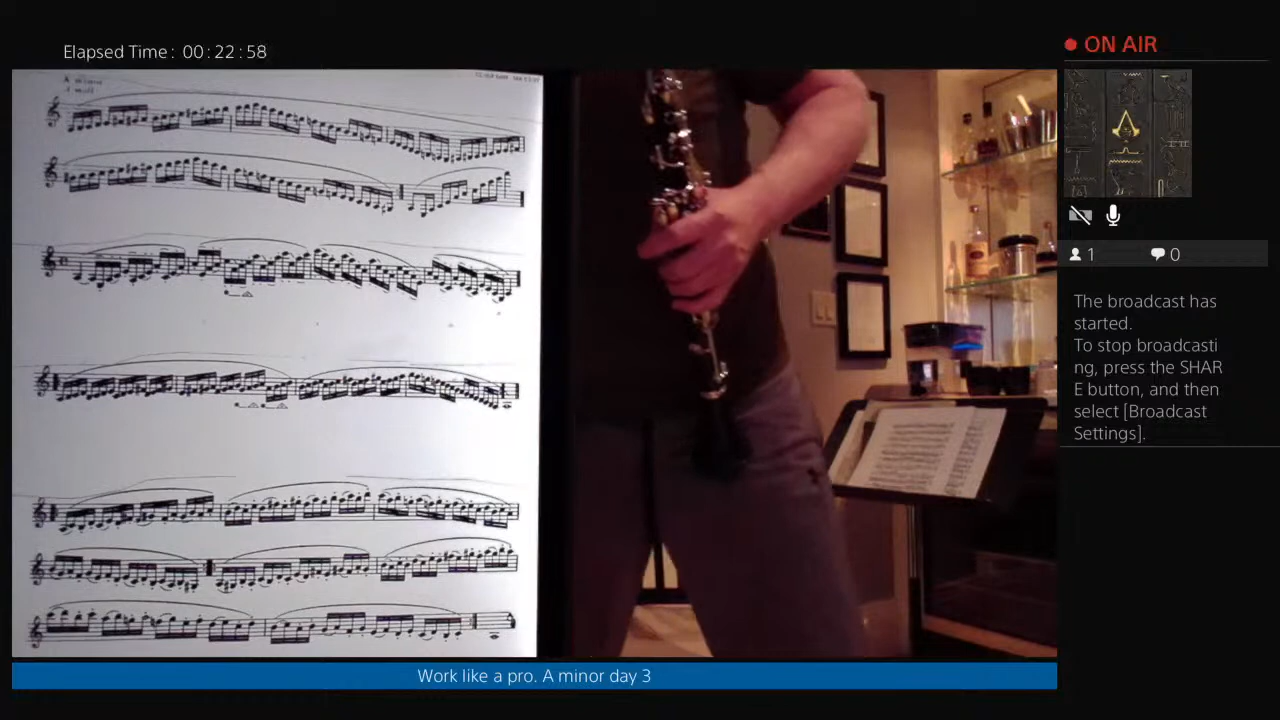 Elapsed Time: 00:22:58
ON AIR
1
0
The broadcast has
started.
To stop broadcasti
ng, press the SHAR
E button, and then
select [Broadcast
Settings].
Work like a pro. A minor day 3